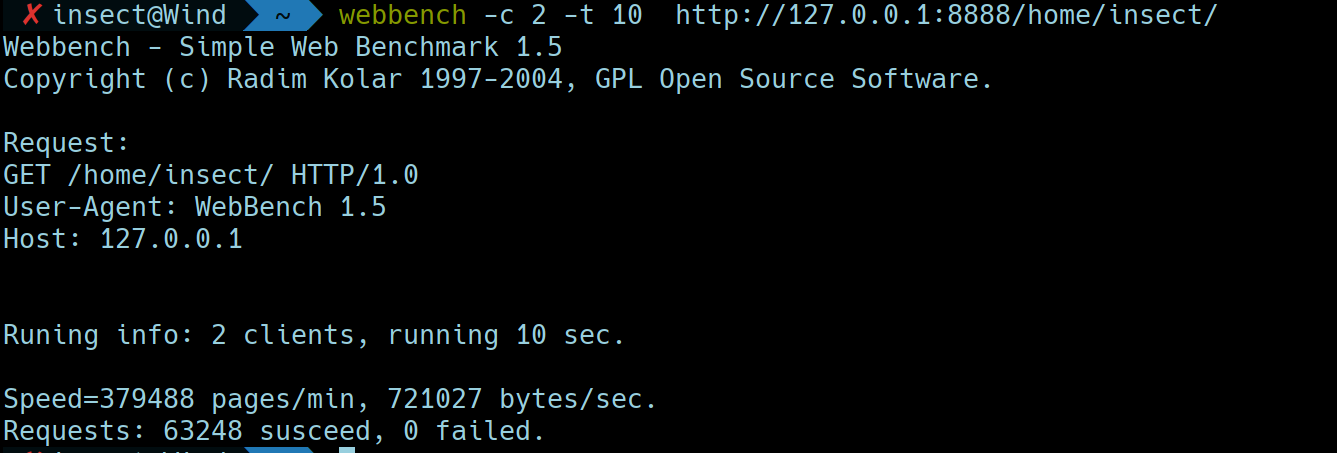 ✗ insect@Wind ~ webbench -c 2 -t 10  http://127.0.0.1:8888/home/insect/
Webbench - Simple Web Benchmark 1.5
Copyright (c) Radim Kolar 1997-2004, GPL Open Source Software.
Request:
GET /home/insect/ HTTP/1.0
User-Agent: WebBench 1.5
Host: 127.0.0.1
Runing info: 2 clients, running 10 sec.
Speed=379488 pages/min, 721027 bytes/sec.
Requests: 63248 susceed, 0 failed.